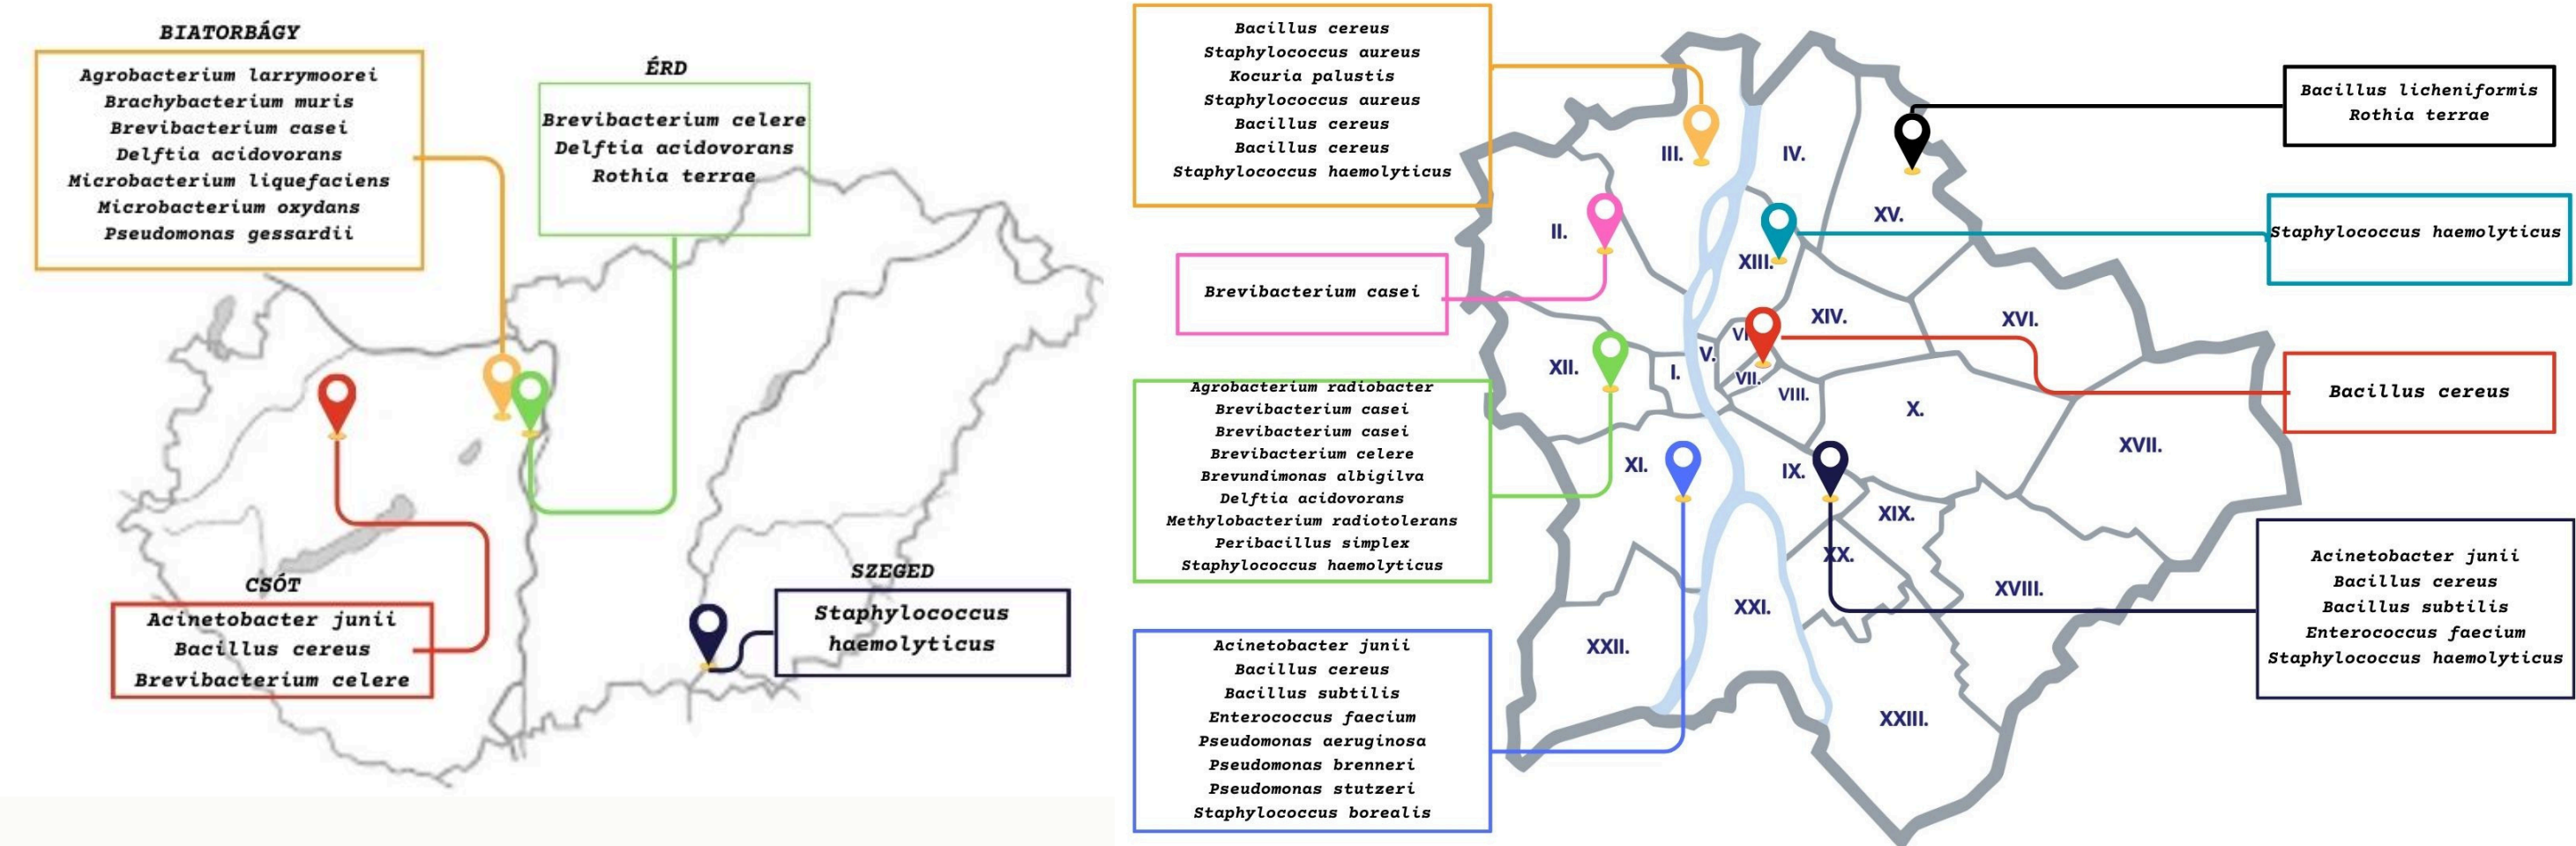 BIATORBÁGY
Agrobacterium larrymoorei
Brachybacterium muris
Brevibacterium casei
Delftia acidovorans
Microbacterium liquefaciens
Microbacterium oxydans
Pseudomonas gessardii
ÉRD
Brevibacterium celere
Delftia acidovorans
Rothia terrae
CSÓT
Acinetobacter junii
Bacillus cereus
Brevibacterium celere
SZEGED
Staphylococcus
haemolyticus
Bacillus cereus
Staphylococcus aureus
Kocuria palustis
Staphylococcus aureus
Bacillus cereus
Bacillus cereus
Staphylococcus haemolyticus
Brevibacterium casei
Agrobacterium radiobacter
Brevibacterium casei
Brevibacterium casei
Brevibacterium celere
Brevundimonas albigilva
Delftia acidovorans
Methylobacterium radiotolerans
Peribacillus simplex
Staphylococcus haemolyticus
Acinetobacter junii
Bacillus cereus
Bacillus subtilis
Enterococcus faecium
Pseudomonas aeruginosa
Pseudomonas brenneri
Pseudomonas stutzeri
Staphylococcus borealis
III.
IV.
II.
XV.
XIII.
XIV.
XVI.
XII.
I.
V.
VII.
VIII.
X.
XVII.
XI.
IX.
XIX.
XX.
XVIII.
XXI.
XXII.
XXIII.
Bacillus licheniformis
Rothia terrae
Staphylococcus haemolyticus
Bacillus cereus
Acinetobacter junii
Bacillus cereus
Bacillus subtilis
Enterococcus faecium
Staphylococcus haemolyticus